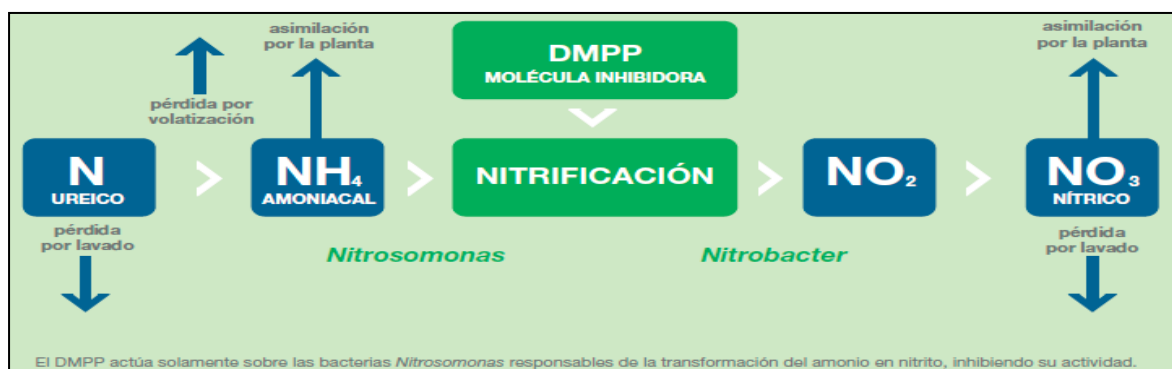 asimilación
por la planta
DMPP
MOLÉCULA INHIBIDORA
asimilación
por la planta
pérdida por
volatización
N
UREICO
NH₄
AMONIACAL
NITRIFICACIÓN
NO₂
NO₃
NÍTRICO
pérdida
por lavado
Nitrosomonas
Nitrobacter
pérdida
por lavado
El DMPP actúa solamente sobre las bacterias Nitrosomonas responsables de la transformación del amonio en nitrito, inhibiendo su actividad.